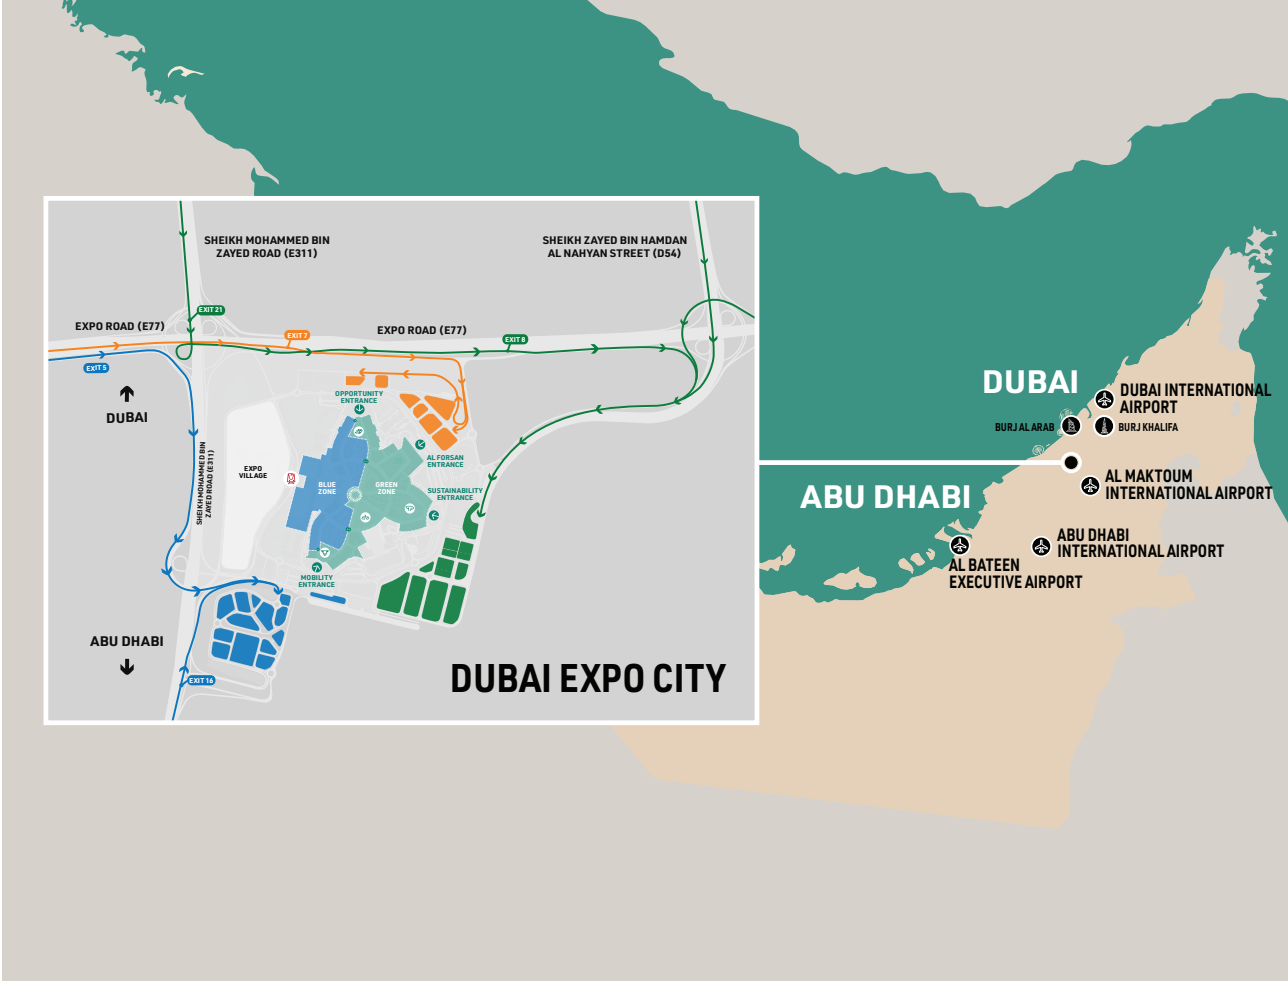 SHEIKH MOHAMMED BIN
ZAYED ROAD (E311)
SHEIKH ZAYED BIN HAMDAN
AL NAHYAN STREET (D54)
EXIT 21
EXPO ROAD (E77)
EXIT 7
EXPO ROAD (E77)
EXIT 8
EXIT 5
DUBAI
OPPORTUNITY
ENTRANCE
AL FORSAN
ENTRANCE
EXPO
VILLAGE
SHEIKH MOHAMMED BIN
ZAYED ROAD (E311)
BLUE
ZONE
GREEN
ZONE
SUSTAINABILITY
ENTRANCE
MOBILITY
ENTRANCE
ABU DHABI
EXIT 16
DUBAI EXPO CITY
DUBAI
DUBAI INTERNATIONAL
AIRPORT
BURJ AL ARAB
BURJ KHALIFA
ABU DHABI
AL MAKTOUM
INTERNATIONAL AIRPORT
ABU DHABI
INTERNATIONAL AIRPORT
AL BATEEN
EXECUTIVE AIRPORT